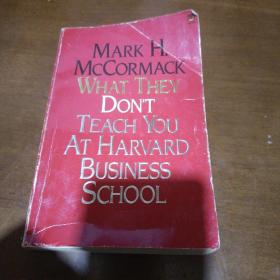 MARK H.
MCCORMACK
WHAT THEY
DON'T
TEACH YOU
AT HARVARD
BUSINESS
SCHOOL